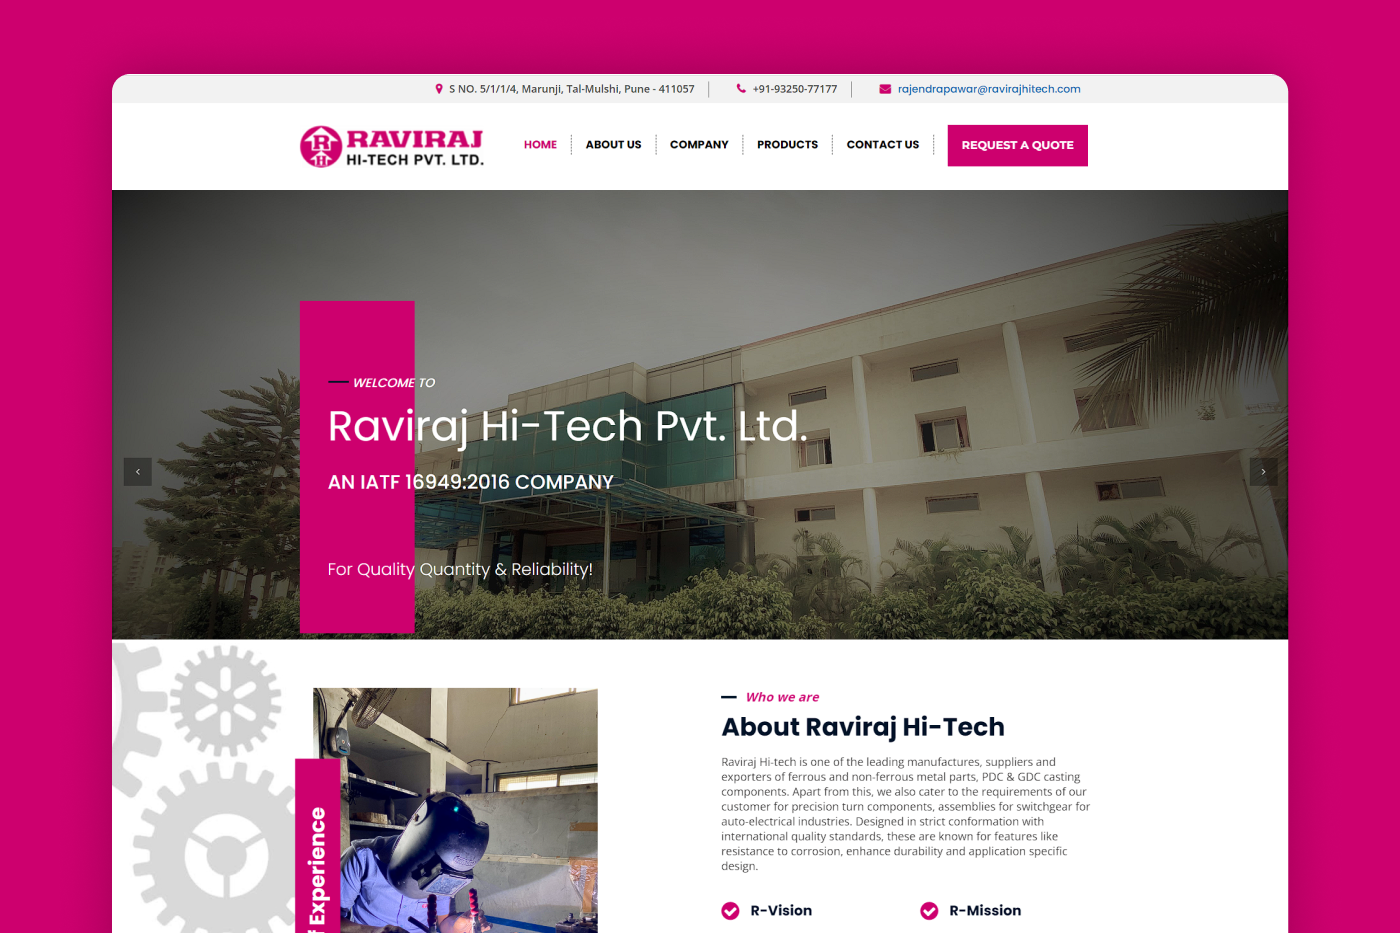 S NO. 5/1/1/4, Marunji, Tal-Mulshi, Pune - 411057
+91-93250-77177
rajendrapawar@ravirajhitech.com
RAVIRAJ
HI-TECH PVT. LTD.
HOME
ABOUT US
COMPANY
PRODUCTS
CONTACT US
REQUEST A QUOTE
WELCOME TO
Raviraj Hi-Tech Pvt. Ltd.
AN IATF 16949:2016 COMPANY
For Quality Quantity & Reliability!
Experience
Who we are
About Raviraj Hi-Tech
Raviraj Hi-tech is one of the leading manufactures, suppliers and
exporters of ferrous and non-ferrous metal parts, PDC & GDC casting
components. Apart from this, we also cater to the requirements of our
customer for precision turn components, assemblies for switchgear for
auto-electrical industries. Designed in strict conformation with
international quality standards, these are known for features like
resistance to corrosion, enhance durability and application specific
design.
R-Vision
R-Mission